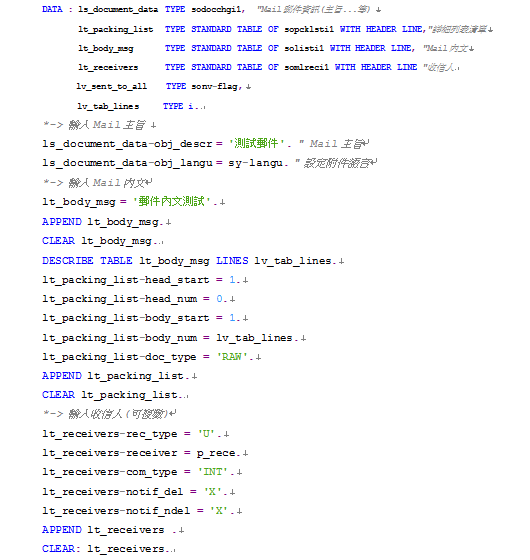 DATA : ls_document_data TYPE sodocchgi1,  "Mail郵件資訊(主旨...等) ↓
lt_packing_list  TYPE STANDARD TABLE OF sopcklsti1 WITH HEADER LINE,"詳細列表清單↓
lt_body_msg      TYPE STANDARD TABLE OF solisti1 WITH HEADER LINE, "Mail內文↓
lt_receivers     TYPE STANDARD TABLE OF somlreci1 WITH HEADER LINE "收信人↓
lv_sent_to_all   TYPE sonv-flag,↓
lv_tab_lines    TYPE i.↓
*-> 輸入Mail主旨 ↓
ls_document_data-obj_descr = '測試郵件'. " Mail主旨↵
ls_document_data-obj_langu = sy-langu. " 設定附件語言↵
*-> 輸入Mail內文↵
lt_body_msg = '郵件內文測試'.↓
APPEND lt_body_msg.↓
CLEAR lt_body_msg.↓
DESCRIBE TABLE lt_body_msg LINES lv_tab_lines.↓
lt_packing_list-head_start = 1.↓
lt_packing_list-head_num = 0.↓
lt_packing_list-body_start = 1.↓
lt_packing_list-body_num = lv_tab_lines.↓
lt_packing_list-doc_type = 'RAW'.↓
APPEND lt_packing_list.↓
CLEAR lt_packing_list.↓
*-> 輸入收信人(可複數)↵
lt_receivers-rec_type = 'U'.↓
lt_receivers-receiver = p_rece.↓
lt_receivers-com_type = 'INT'.↓
lt_receivers-notif_del = 'X'.↓
lt_receivers-notif_ndel = 'X'.↓
APPEND lt_receivers .↓
CLEAR: lt_receivers.↓